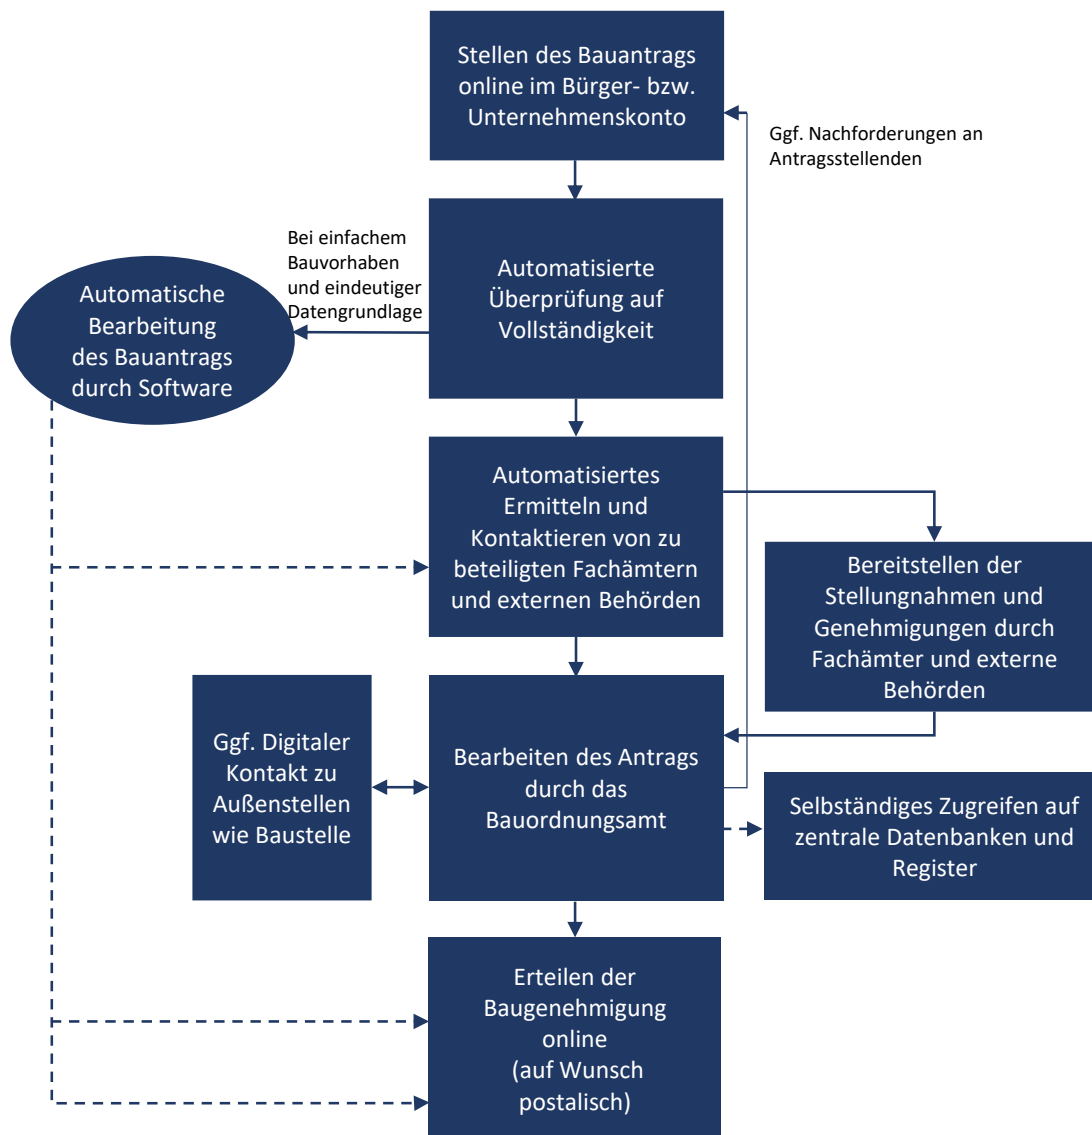 Stellen des Bauantrags
online im Bürger- bzw.
Unternehmenskonto
Ggf. Nachforderungen an
Antragsstellenden
Bei einfachem
Bauvorhaben
und eindeutiger
Datengrundlage
Automatische
Bearbeitung
des Bauantrags
durch Software
Automatisierte
Überprüfung auf
Vollständigkeit
Automatisiertes
Ermitteln und
Kontaktieren von zu
beteiligten Fachämtern
und externen Behörden
Bereitstellen der
Stellungnahmen und
Genehmigungen durch
Fachämter und externe
Behörden
Ggf. Digitaler
Kontakt zu
Außenstellen
wie Baustelle
Bearbeiten des Antrags
durch das
Bauordnungsamt
Selbständiges Zugreifen auf
zentrale Datenbanken und
Register
Erteilen der
Baugenehmigung
online
(auf Wunsch
postalisch)